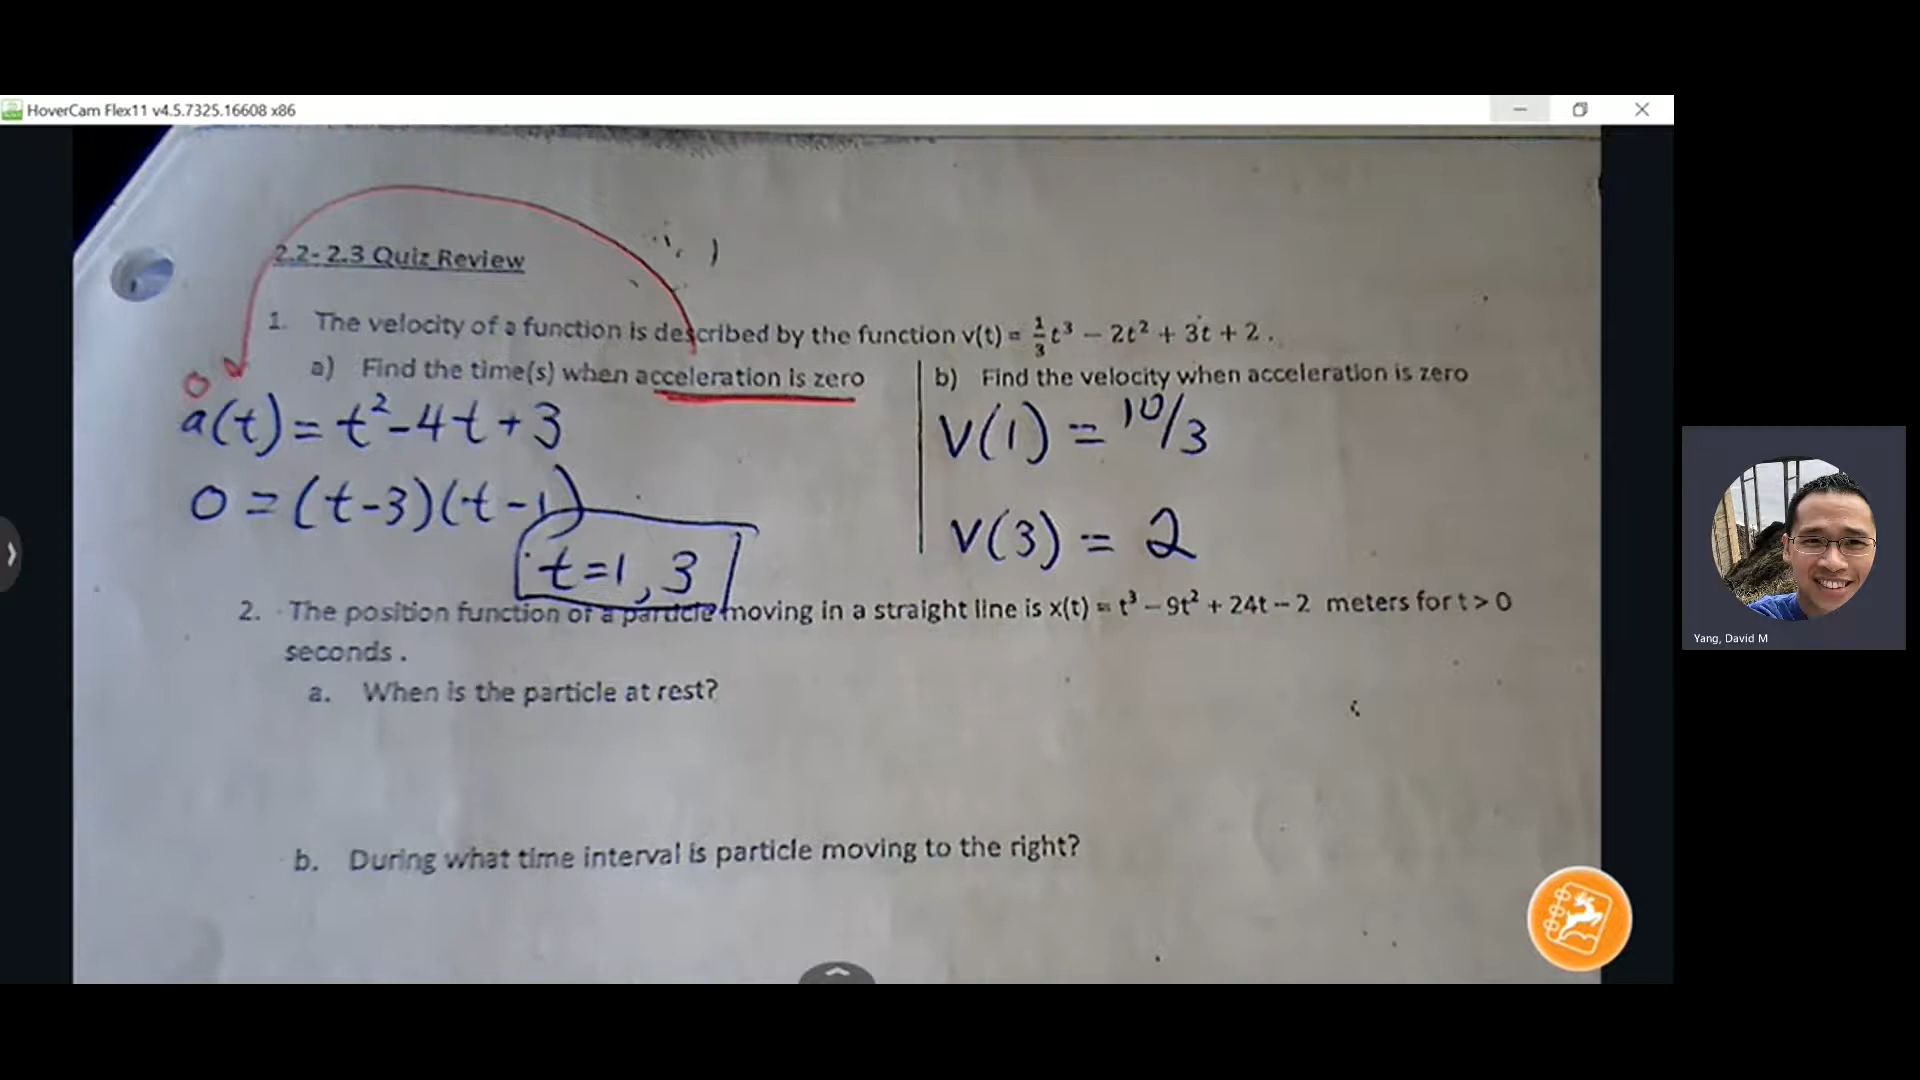 HoverCam Flex11 v4.5.7325.16608 x86
2.2- 2.3 Quiz Review
1. The velocity of a function is described by the function v(t) = 1/3 t³ − 2t² + 3t + 2 .
a) Find the time(s) when acceleration is zero
b) Find the velocity when acceleration is zero
0
a(t) = t² - 4t + 3
0 = (t-3)(t-1)
t=1, 3
V(1) = 10/3
V(3) = 2
2. The position function of a particle moving in a straight line is x(t) = t³ − 9t² + 24t − 2 meters for t > 0
seconds .
a. When is the particle at rest?
b. During what time interval is particle moving to the right?
Yang, David M